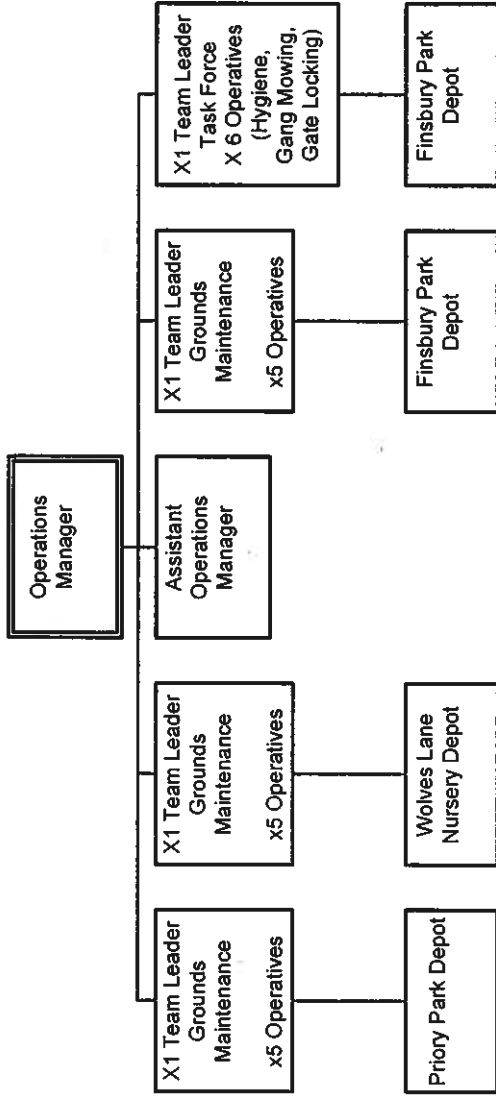 Operations
Manager
X1 Team Leader
Grounds
Maintenance
x5 Operatives
X1 Team Leader
Grounds
Maintenance
x5 Operatives
Assistant
Operations
Manager
X1 Team Leader
Grounds
Maintenance
x5 Operatives
X1 Team Leader
Task Force
X 6 Operatives
(Hygiene,
Gang Mowing,
Gate Locking)
Priory Park Depot
Wolves Lane
Nursery Depot
Finsbury Park
Depot
Finsbury Park
Depot